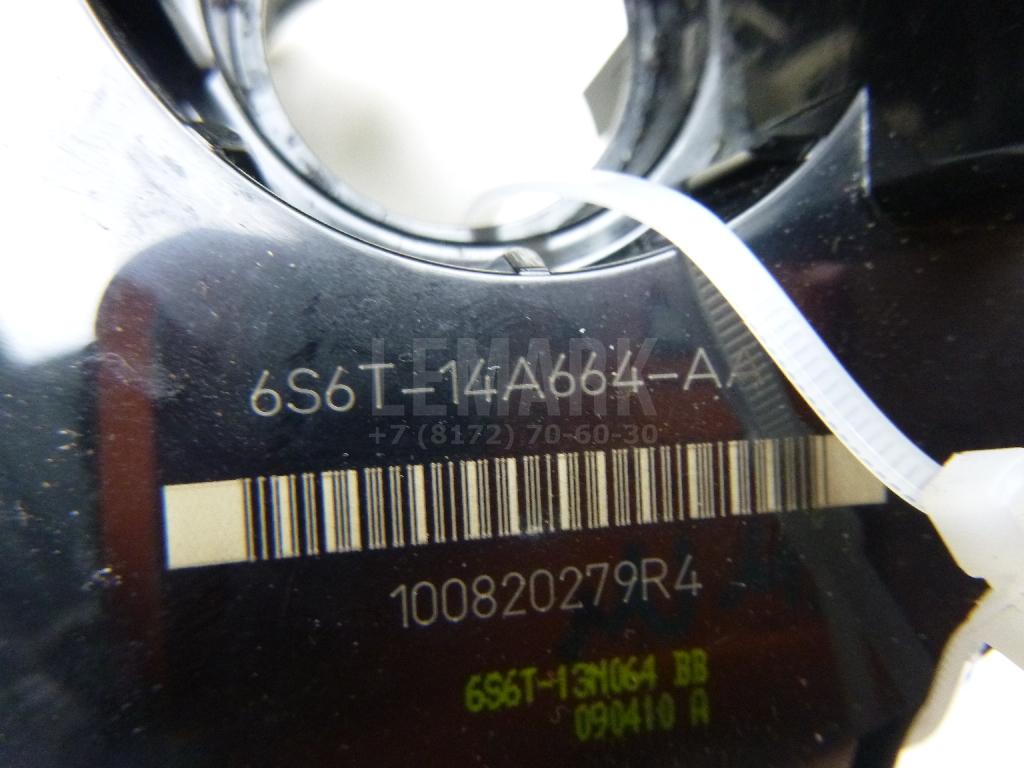 LEMARK
6S6T-14A664-AA
+7 (8172) 70-60-30
100820279R4
6S6T-13N064 BB
090410 A